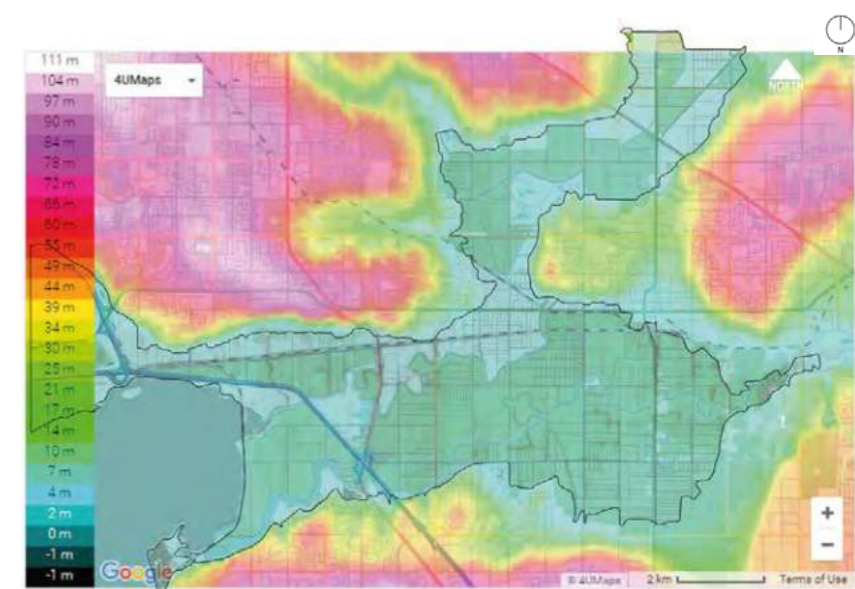 N
111 m
104 m
97 m
90 m
84 m
78 m
72 m
65 m
60 m
55 m
49 m
44 m
39 m
34 m
30 m
25 m
21 m
17 m
14 m
10 m
7 m
4 m
2 m
0 m
-1 m
-1 m
4UMaps
NORTH
+
−
Google
© 4UMaps
2 km
Terms of Use